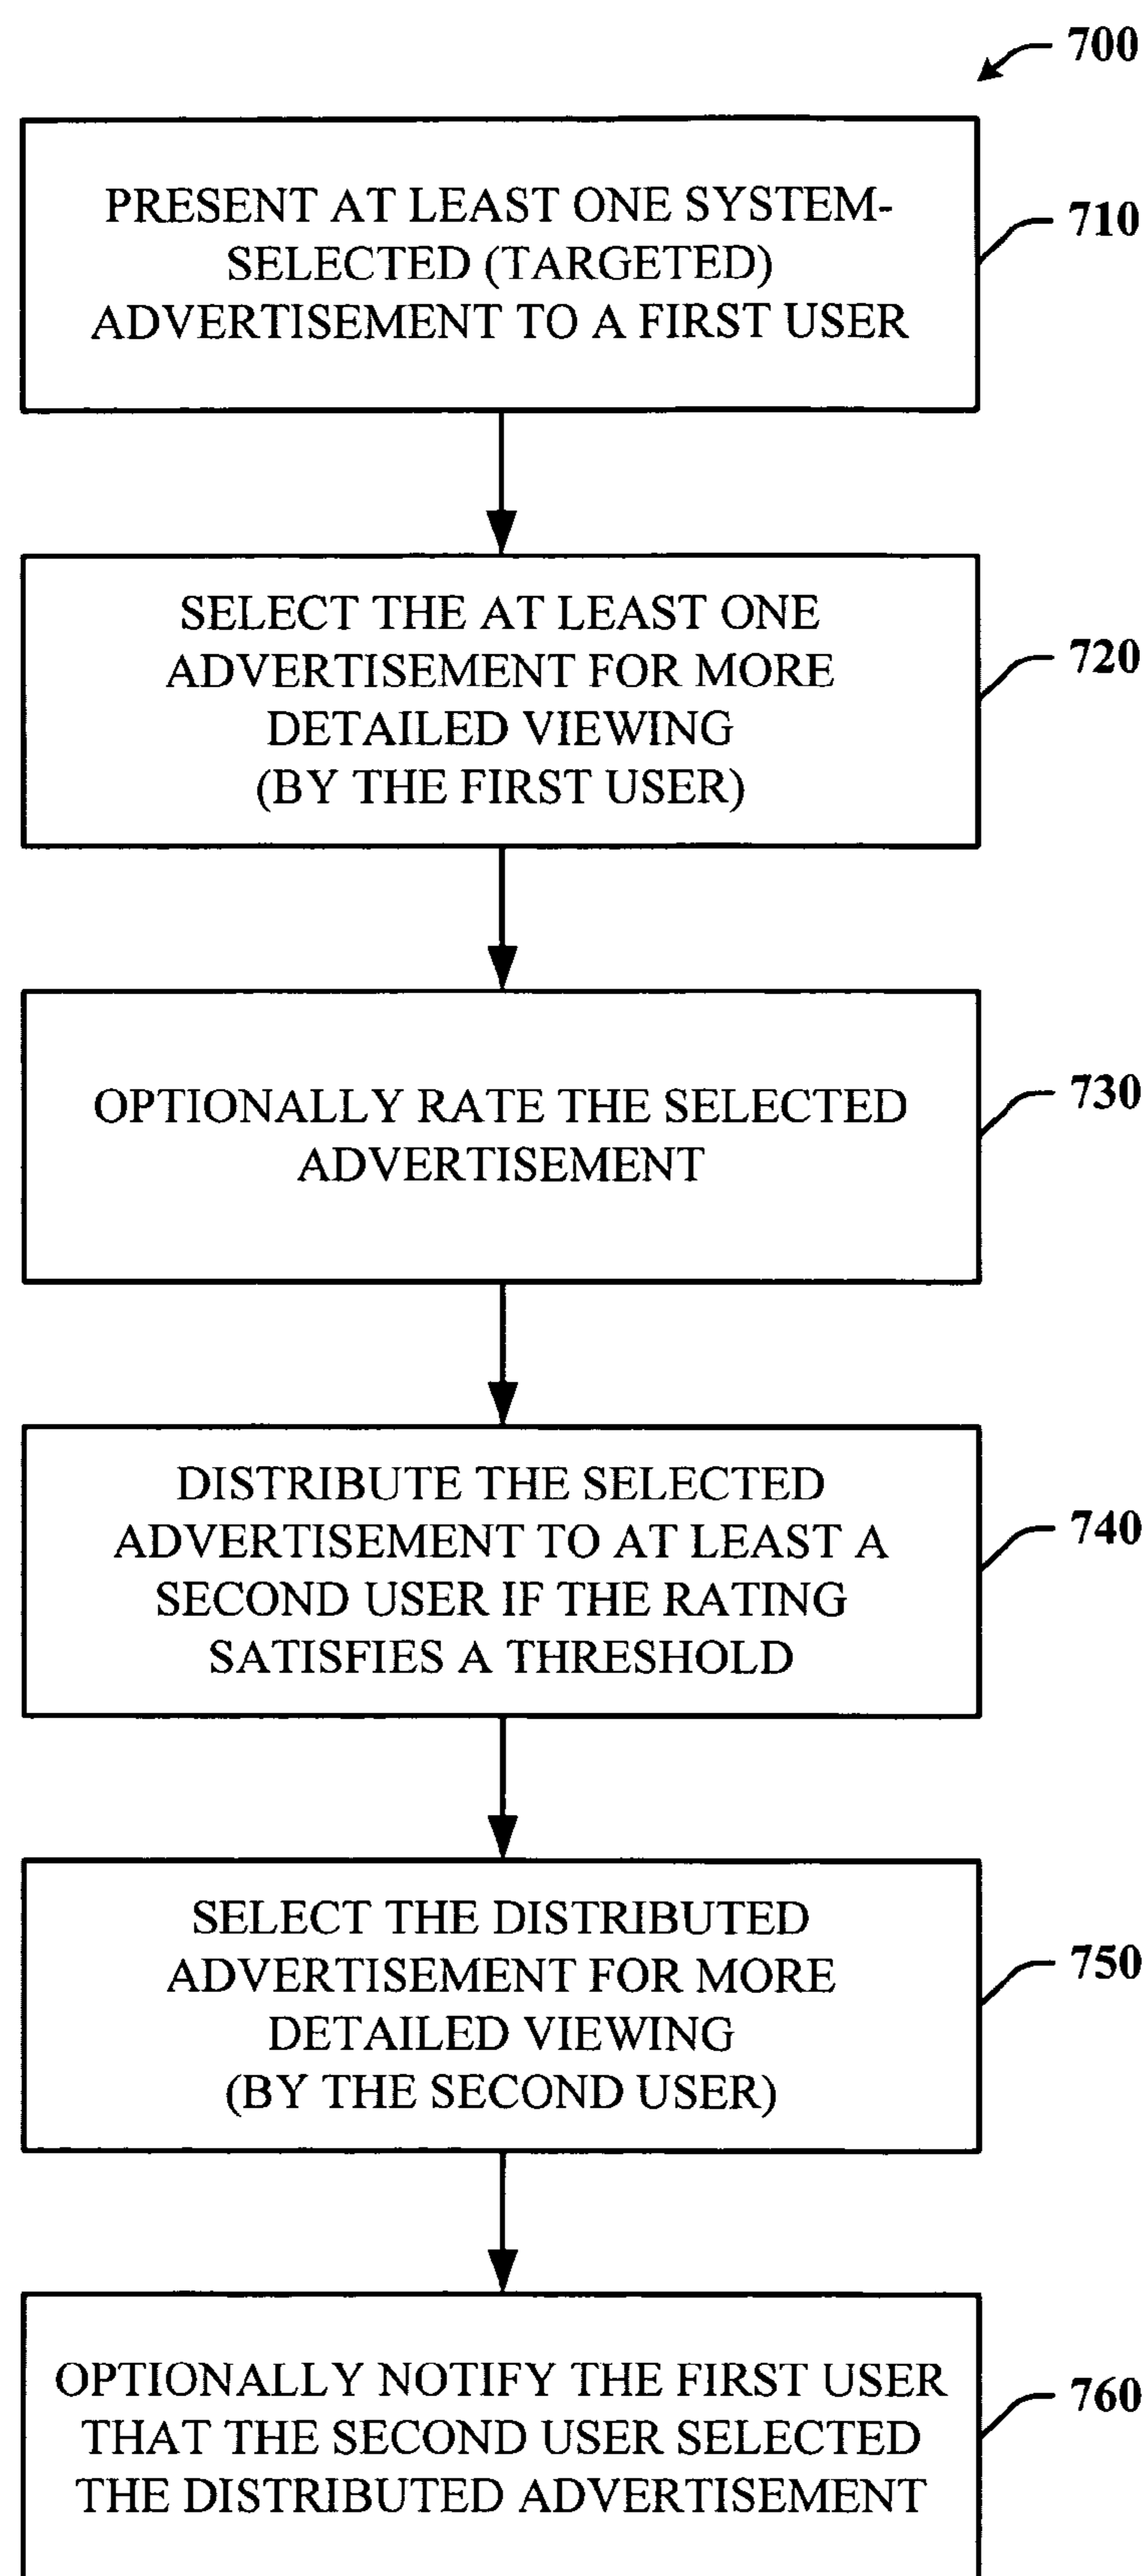 700
PRESENT AT LEAST ONE SYSTEM-
SELECTED (TARGETED)
ADVERTISEMENT TO A FIRST USER
710
SELECT THE AT LEAST ONE
ADVERTISEMENT FOR MORE
DETAILED VIEWING
(BY THE FIRST USER)
720
OPTIONALLY RATE THE SELECTED
ADVERTISEMENT
730
DISTRIBUTE THE SELECTED
ADVERTISEMENT TO AT LEAST A
SECOND USER IF THE RATING
SATISFIES A THRESHOLD
740
SELECT THE DISTRIBUTED
ADVERTISEMENT FOR MORE
DETAILED VIEWING
(BY THE SECOND USER)
750
OPTIONALLY NOTIFY THE FIRST USER
THAT THE SECOND USER SELECTED
THE DISTRIBUTED ADVERTISEMENT
760